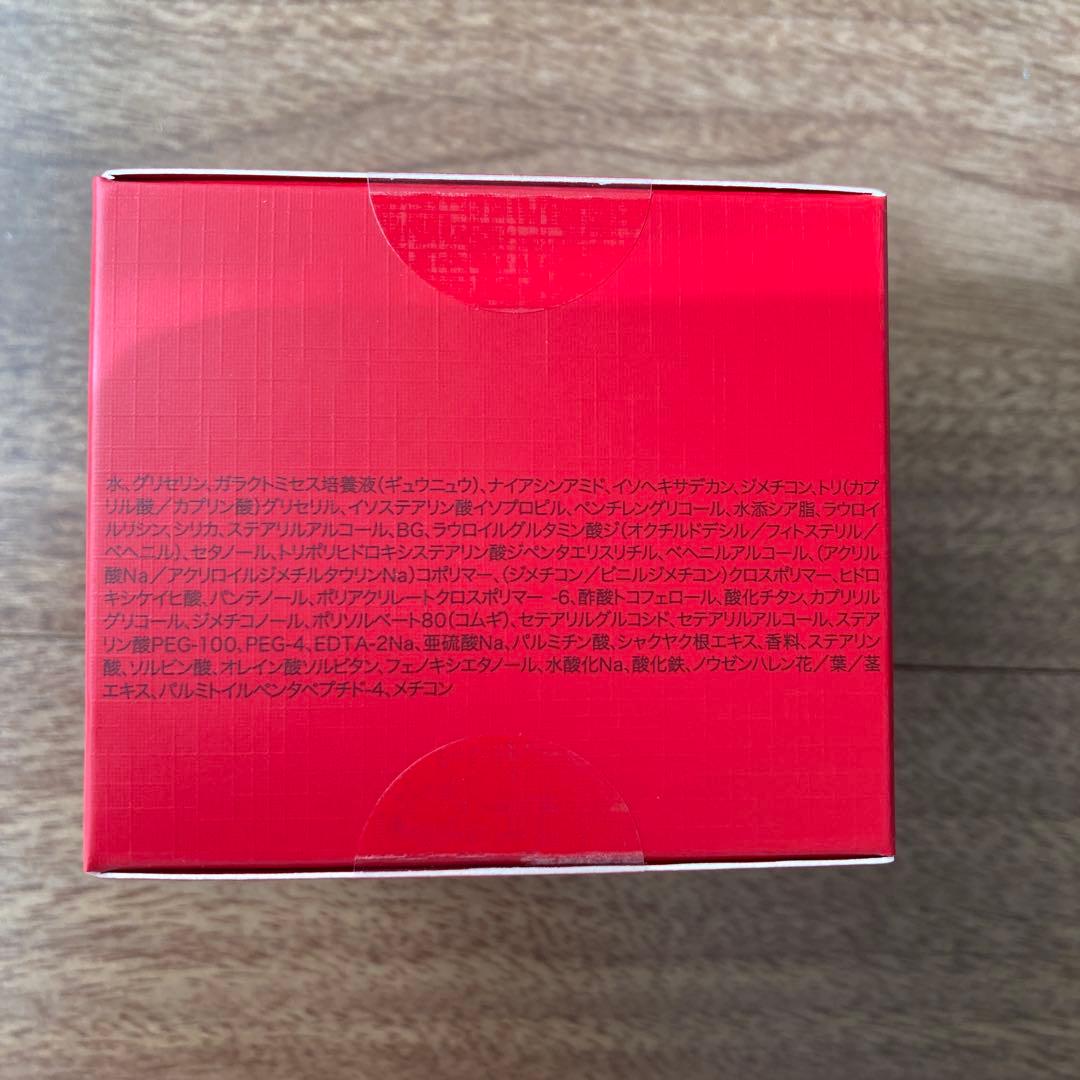 水、グリセリン、ガラクトミセス培養液(ギュウニュウ)、ナイアシンアミド、イソヘキサデカン、ジメチコン、トリ(カプ
リル酸/カプリン酸)グリセリル、イソステアリン酸イソプロピル、ペンチレングリコール、水添シア脂、ラウロイ
ルリシン、シリカ、ステアリルアルコール、BG、ラウロイルグルタミン酸ジ(オクチルドデシル/フィトステリル/
ベヘニル)、セタノール、トリポリヒドロキシステアリン酸ジペンタエリスリチル、ベヘニルアルコール、(アクリル
酸Na/アクリロイルジメチルタウリンNa)コポリマー、(ジメチコン/ビニルジメチコン)クロスポリマー、ヒドロ
キシケイヒ酸、パンテノール、ポリアクリレートクロスポリマー -6、酢酸トコフェロール、酸化チタン、カプリリル
グリコール、ジメチコノール、ポリソルベート80(コムギ)、セテアリルグルコシド、セテアリルアルコール、ステア
リン酸PEG-100、PEG-4、EDTA-2Na、亜硫酸Na、パルミチン酸、シャクヤク根エキス、香料、ステアリン
酸、ソルビン酸、オレイン酸ソルビタン、フェノキシエタノール、水酸化Na、酸化鉄、ノウゼンハレン花/葉/茎
エキス、パルミトイルペンタペプチド-4、メチコン